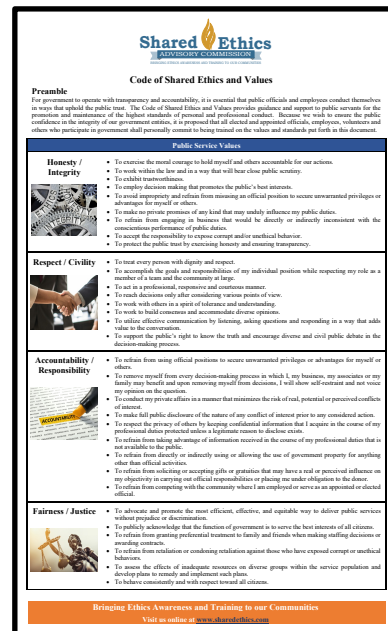 Shared Ethics
ADVISORY COMMISSION
BRINGING ETHICS AWARENESS AND TRAINING TO OUR COMMUNITIES
Code of Shared Ethics and Values
Preamble
For government to operate with transparency and accountability, it is essential that public officials and employees conduct themselves
in ways that uphold the public trust. The Code of Shared Ethics and Values provides guidance and support to public servants for the
promotion and maintenance of the highest standards of personal and professional conduct. Because we wish to ensure the public
confidence in the integrity of our government entities, it is proposed that all elected and appointed officials, employees, volunteers and
others who participate in government shall personally commit to being trained on the values and standards put forth in this document.
Public Service Values
Honesty /
Integrity
• To exercise the moral courage to hold myself and others accountable for our actions.
• To work within the law and in a way that will bear close public scrutiny.
• To exhibit trustworthiness.
• To employ decision making that promotes the public's best interests.
• To avoid impropriety and refrain from misusing an official position to secure unwarranted privileges or
advantages for myself or others.
• To make no private promises of any kind that may unduly influence my public duties.
• To refrain from engaging in business that would be directly or indirectly inconsistent with the
conscientious performance of public duties.
• To accept the responsibility to expose corrupt and/or unethical behavior.
• To protect the public trust by exercising honesty and ensuring transparency.
Respect / Civility
• To treat every person with dignity and respect.
• To accomplish the goals and responsibilities of my individual position while respecting my role as a
member of a team and the community at large.
• To act in a professional, responsive and courteous manner.
• To reach decisions only after considering various points of view.
• To work with others in a spirit of tolerance and understanding.
• To work to build consensus and accommodate diverse opinions.
• To utilize effective communication by listening, asking questions and responding in a way that adds
value to the conversation.
• To support the public's right to know the truth and encourage diverse and civil public debate in the
decision-making process.
Accountability /
Responsibility
ACCOUNTABILITY
• To refrain from using official positions to secure unwarranted privileges or advantages for myself or
others.
• To remove myself from every decision-making process in which I, my business, my associates or my
family may benefit and upon removing myself from decisions, I will show self-restraint and not voice
my opinion on the question.
• To conduct my private affairs in a manner that minimizes the risk of real, potential or perceived conflicts
of interest.
• To make full public disclosure of the nature of any conflict of interest prior to any considered action.
• To respect the privacy of others by keeping confidential information that I acquire in the course of my
professional duties protected unless a legitimate reason to disclose exists.
• To refrain from taking advantage of information received in the course of my professional duties that is
not available to the public.
• To refrain from directly or indirectly using or allowing the use of government property for anything
other than official activities.
• To refrain from soliciting or accepting gifts or gratuities that may have a real or perceived influence on
my objectivity in carrying out official responsibilities or placing me under obligation to the donor.
• To refrain from competing with the community where I am employed or serve as an appointed or elected
official.
Fairness / Justice
• To advocate and promote the most efficient, effective, and equitable way to deliver public services
without prejudice or discrimination.
• To publicly acknowledge that the function of government is to serve the best interests of all citizens.
• To refrain from granting preferential treatment to family and friends when making staffing decisions or
awarding contracts.
• To refrain from retaliation or condoning retaliation against those who have exposed corrupt and unethical
behaviors.
• To assess the effects of inadequate resources on diverse groups within the service population and
develop plans to remedy and implement such plans.
• To behave consistently and with respect toward all citizens.
Bringing Ethics Awareness and Training to our Communities
Visit us online at www.sharedethics.com